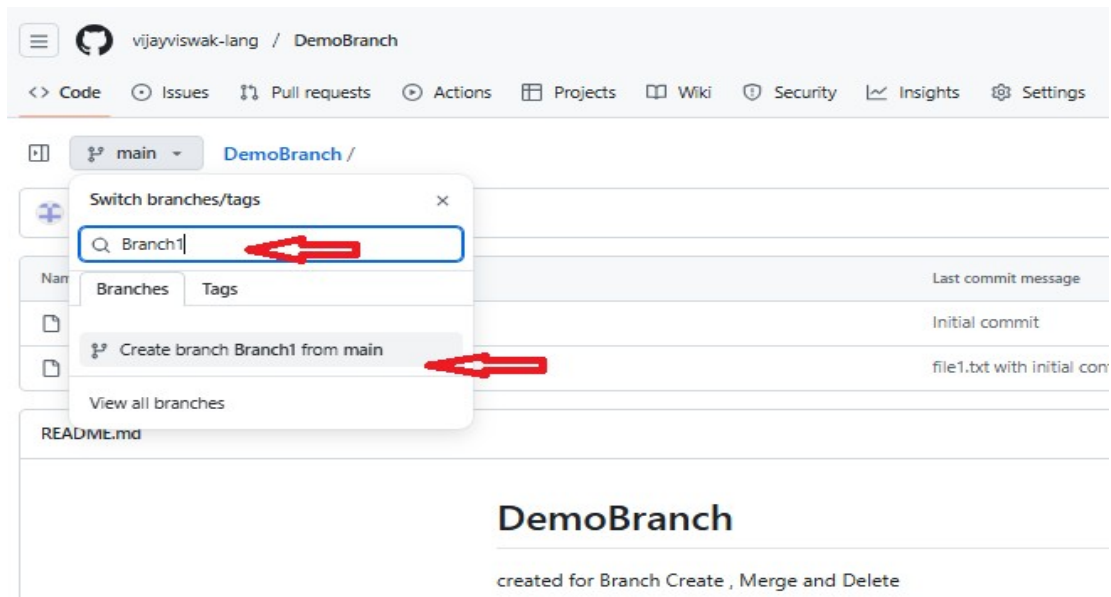 vijayviswak-lang / DemoBranch
<> Code Issues Pull requests Actions Projects Wiki Security Insights Settings
main DemoBranch /
Switch branches/tags
Branch1
Last commit message
Branches Tags
Initial commit
Create branch Branch1 from main
file1.txt with initial
View all branches
README.md
DemoBranch
created for Branch Create , Merge and Delete